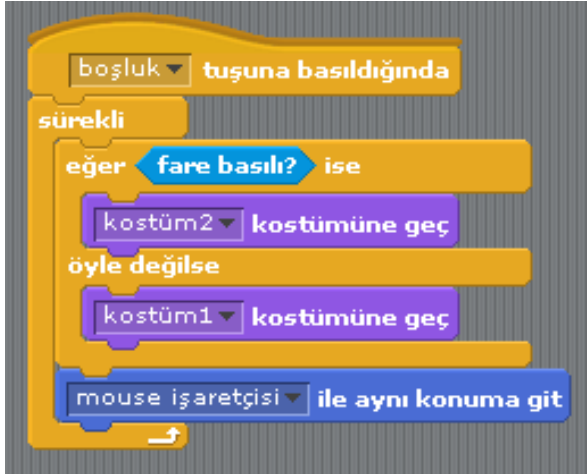 boşluk tuşuna basıldığında
sürekli
eğer fare basılı? ise
kostüm2 kostümüne geç
öyle değilse
kostüm1 kostümüne geç
mouse işaretçisi ile aynı konuma git